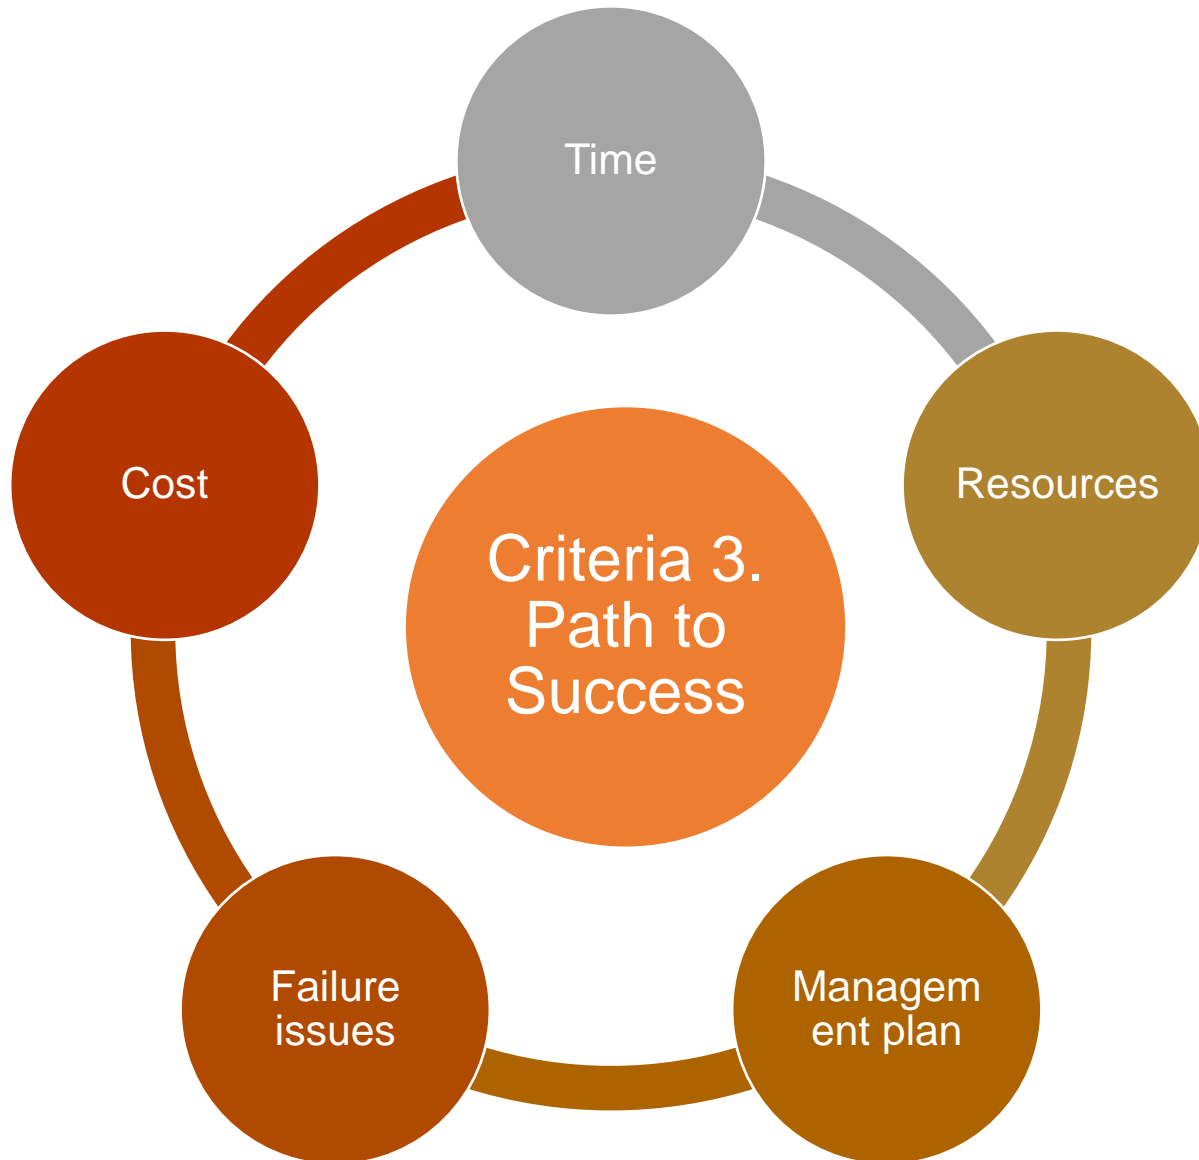 Time
Cost
Resources
Criteria 3.
Path to
Success
Failure
issues
Managem
ent plan